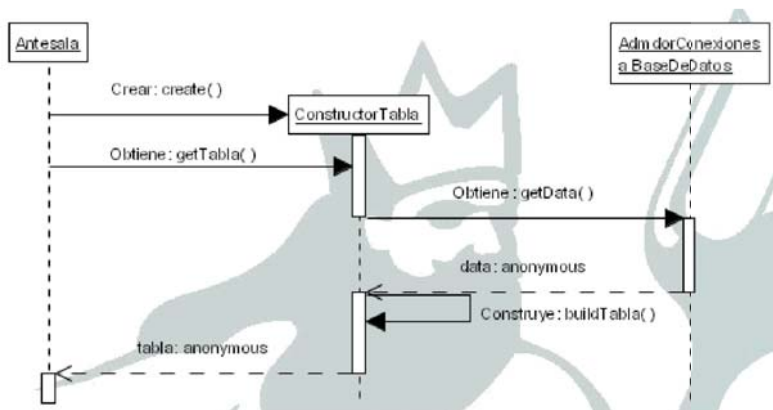 Antesala
AdmdorConexiones
a BaseDeDatos
Crear: create( )
ConstructorTabla
Obtiene: getTabla( )
Obtiene: getData( )
data: anonymous
Construye: buildTabla( )
tabla: anonymous